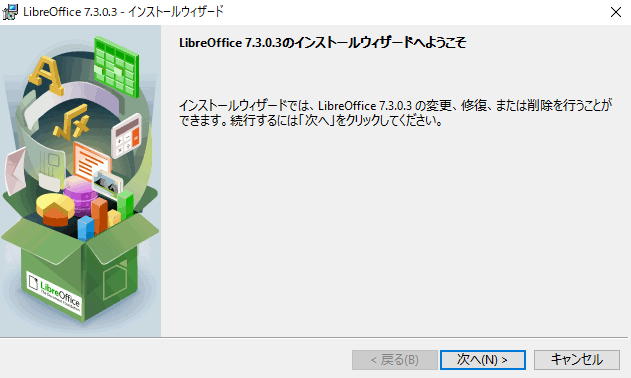 LibreOffice 7.3.0.3 - インストールウィザード
LibreOffice 7.3.0.3のインストールウィザードへようこそ
インストールウィザードでは、LibreOffice 7.3.0.3 の変更、修復、または削除を行うことが
できます。続行するには「次へ」をクリックしてください。
LibreOffice
The Document Foundation
< 戻る(B)
次へ(N) >
キャンセル